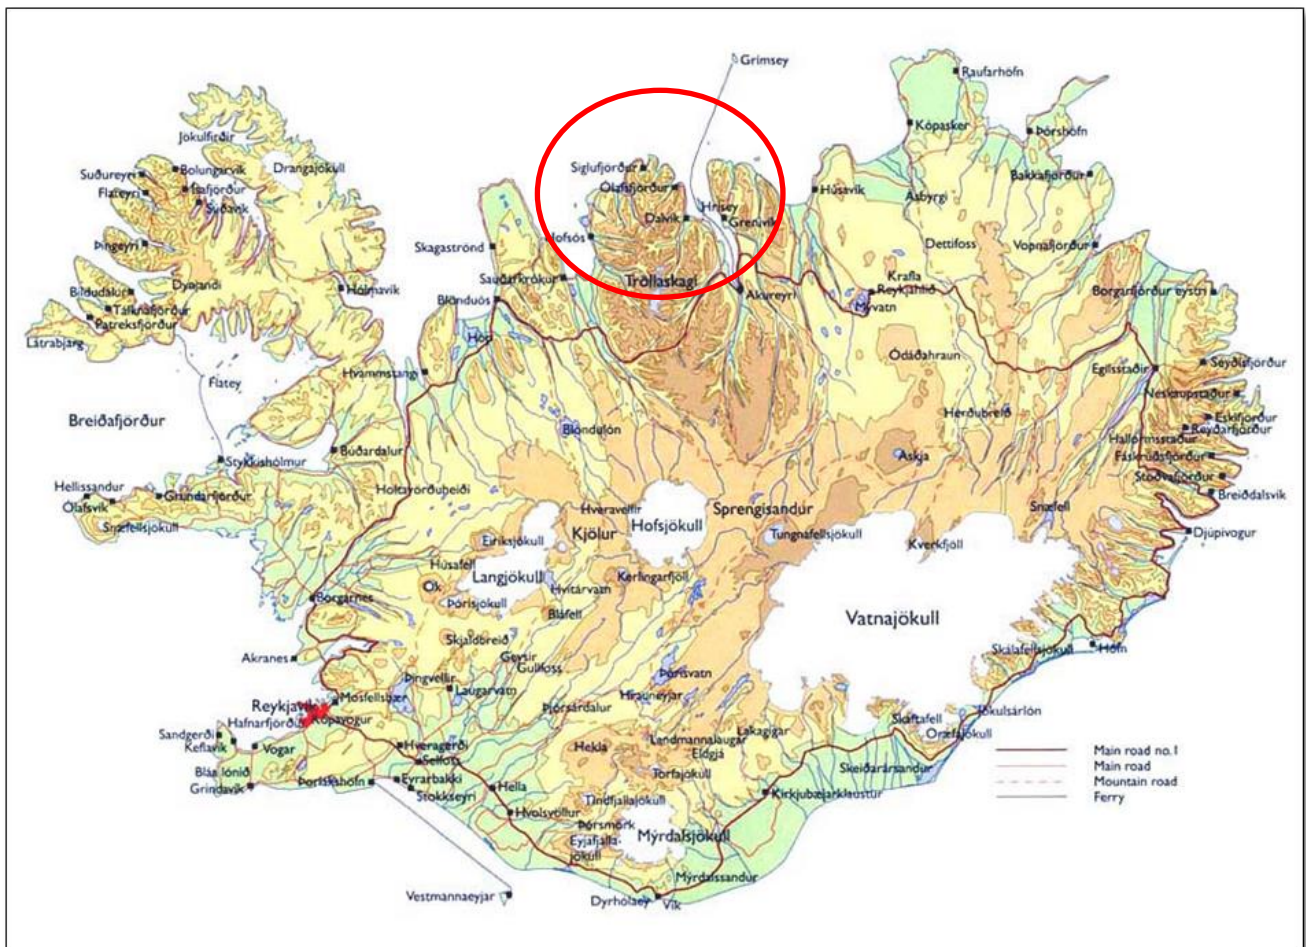 Grimsey
Raufarhöfn
Kópasker
Þórshöfn
Jökulfirðir
Drangajökull
Bolungarvík
Suðureyri
Ísafjörður
Flateyri
Súðavík
Þingeyri
Siglufjörður
Ólafsfjörður
Húsavík
Ásbyrgi
Bakkafjörður
Hrísey
Dalvík
Grenivík
Hofsós
Skagaströnd
Dettifoss
Vopnafjörður
Tröllaskagi
Sauðárkrókur
Akureyri
Krafla
Reykjahlíð
Mývatn
Borgarfjörður eystri
Bíldudalur
Dynjandi
Hólmavík
Blönduós
Tálknafjörður
Patreksfjörður
Látrabjarg
Hóp
Ódáðahraun
Egilsstaðir
Seyðisfjörður
Hvammstangi
Flatey
Neskaupstaður
Breiðafjörður
Herðubreið
Eskifjörður
Reyðarfjörður
Blöndulón
Hallormsstaður
Búðardalur
Askja
Fáskrúðsfjörður
Stykkishólmur
Stöðvafjörður
Hellissandur
Grundarfjörður
Holtavörðuheiði
Breiðdalsvík
Ólafsvík
Snæfellsjökull
Hveravellir
Hofsjökull
Sprengisandur
Snæfell
Kjölur
Tungnafellsjökull
Djúpivogur
Eiríksjökull
Kverkfjöll
Húsafell
Langjökull
Kerlingarfjöll
Ok
Hvítárvatn
Borgarnes
Þórisjökull
Bláfell
Vatnajökull
Skjaldbreið
Skálafellsjökull
Höfn
Akranes
Geysir
Gullfoss
Þingvellir
Laugarvatn
Þórisvatn
Hrauneyjar
Mosfellsbær
Reykjavík
Þjórsárdalur
Hafnarfjörður
Kópavogur
Skaftafell
Jökulsárlón
Öræfajökull
Sandgerði
Keflavík
Vogar
Hveragerði
Selfoss
Hekla
Landmannalaugar
Lakagígar
Eldgjá
Main road no.1
Main road
Mountain road
Ferry
Bláa lónið
Grindavík
Þorlákshöfn
Eyrarbakki
Stokkseyri
Hella
Torfajökull
Skeiðarársandur
Tindfjallajökull
Kirkjubæjarklaustur
Hvolsvöllur
Þórsmörk
Eyjafjalla-
jökull
Mýrdalsjökull
Mýrdalssandur
Vestmannaeyjar
Dyrhólaey
Vík